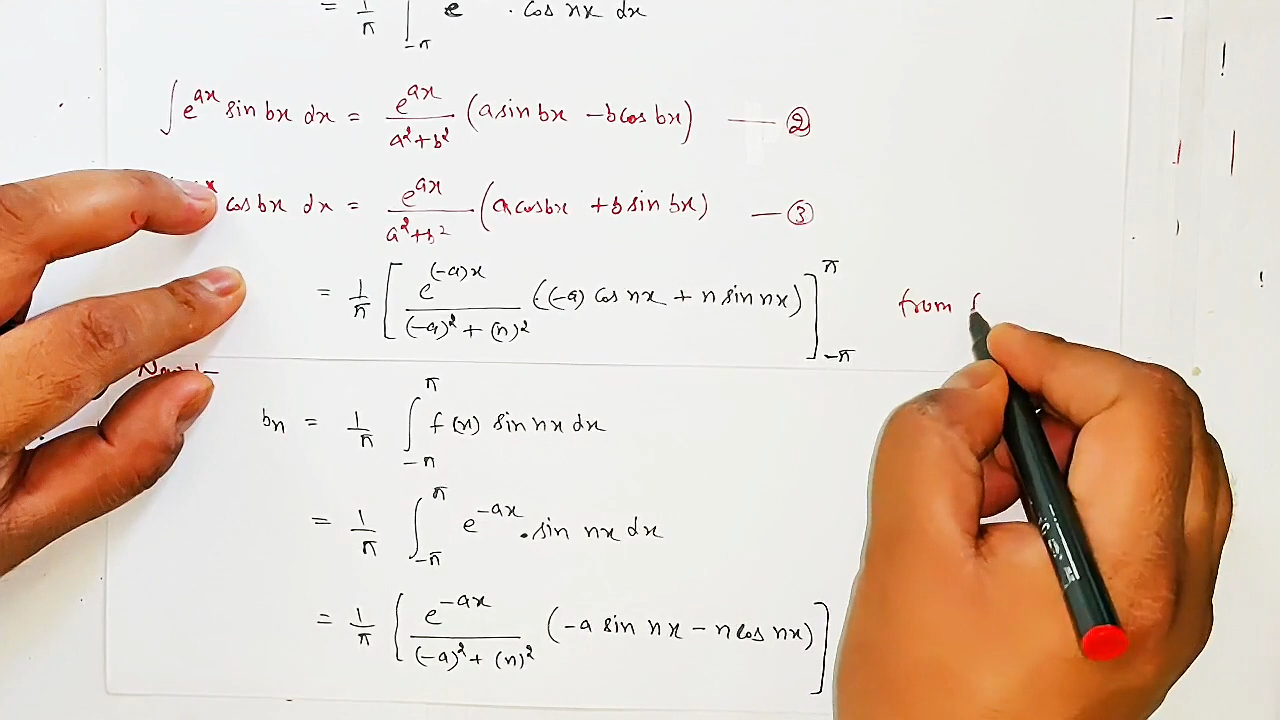 = 1/π ∫_{-π} e . cos nx dx
∫ e^{ax} sin bx dx = e^{ax}/(a²+b²) (a sin bx - b cos bx) — ②
cos bx dx = e^{ax}/(a²+b²) (a cos bx + b sin bx) — ③
= 1/π [ e^{(-a)x}/((-a)² + (n)²) ((-a) cos nx + n sin nx) ]_{-π}^{π} from
bn = 1/π ∫_{-π}^{π} f(x) sin nx dx
= 1/π ∫_{-π}^{π} e^{-ax} . sin nx dx
= 1/π [ e^{-ax}/((-a)² + (n)²) (-a sin nx - n cos nx) ]